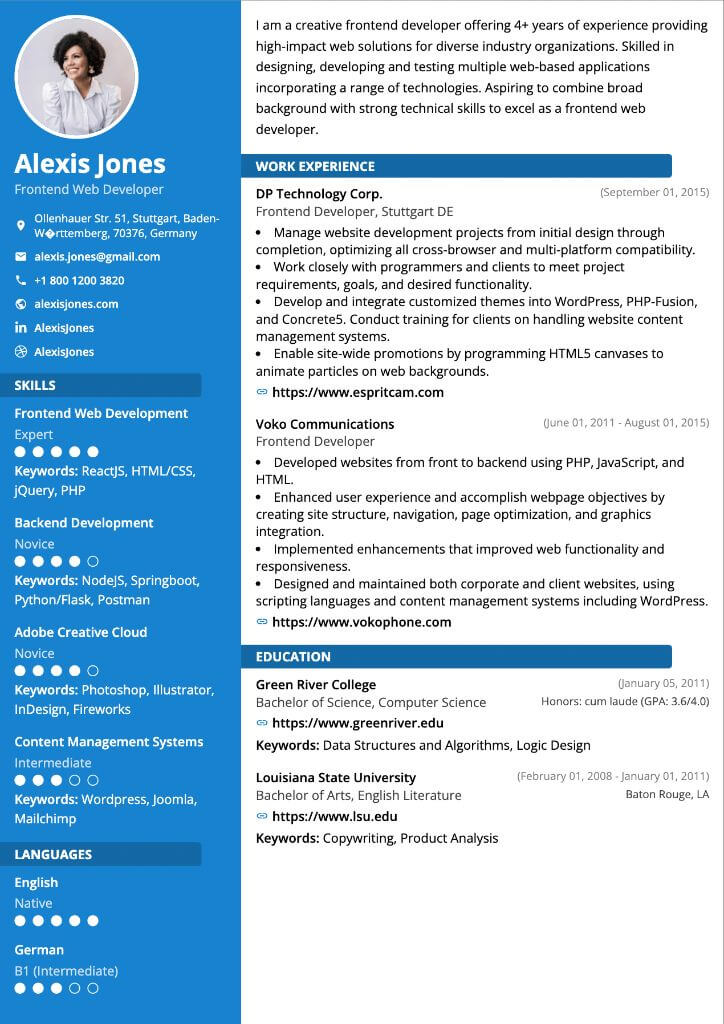 Alexis Jones
Frontend Web Developer
Ollenhauer Str. 51, Stuttgart, Baden-
W�rttemberg, 70376, Germany
alexis.jones@gmail.com
+1 800 1200 3820
alexisjones.com
AlexisJones
AlexisJones
SKILLS
Frontend Web Development
Expert
Keywords: ReactJS, HTML/CSS,
jQuery, PHP
Backend Development
Novice
Keywords: NodeJS, Springboot,
Python/Flask, Postman
Adobe Creative Cloud
Novice
Keywords: Photoshop, Illustrator,
InDesign, Fireworks
Content Management Systems
Intermediate
Keywords: Wordpress, Joomla,
Mailchimp
LANGUAGES
English
Native
German
B1 (Intermediate)
I am a creative frontend developer offering 4+ years of experience providing
high-impact web solutions for diverse industry organizations. Skilled in
designing, developing and testing multiple web-based applications
incorporating a range of technologies. Aspiring to combine broad
background with strong technical skills to excel as a frontend web
developer.
WORK EXPERIENCE
DP Technology Corp. (September 01, 2015)
Frontend Developer, Stuttgart DE
• Manage website development projects from initial design through
completion, optimizing all cross-browser and multi-platform compatibility.
• Work closely with programmers and clients to meet project
requirements, goals, and desired functionality.
• Develop and integrate customized themes into WordPress, PHP-Fusion,
and Concrete5. Conduct training for clients on handling website content
management systems.
• Enable site-wide promotions by programming HTML5 canvases to
animate particles on web backgrounds.
https://www.espritcam.com
Voko Communications (June 01, 2011 - August 01, 2015)
Frontend Developer
• Developed websites from front to backend using PHP, JavaScript, and
HTML.
• Enhanced user experience and accomplish webpage objectives by
creating site structure, navigation, page optimization, and graphics
integration.
• Implemented enhancements that improved web functionality and
responsiveness.
• Designed and maintained both corporate and client websites, using
scripting languages and content management systems including WordPress.
https://www.vokophone.com
EDUCATION
Green River College (January 05, 2011)
Bachelor of Science, Computer Science Honors: cum laude (GPA: 3.6/4.0)
https://www.greenriver.edu
Keywords: Data Structures and Algorithms, Logic Design
Louisiana State University (February 01, 2008 - January 01, 2011)
Bachelor of Arts, English Literature Baton Rouge, LA
https://www.lsu.edu
Keywords: Copywriting, Product Analysis